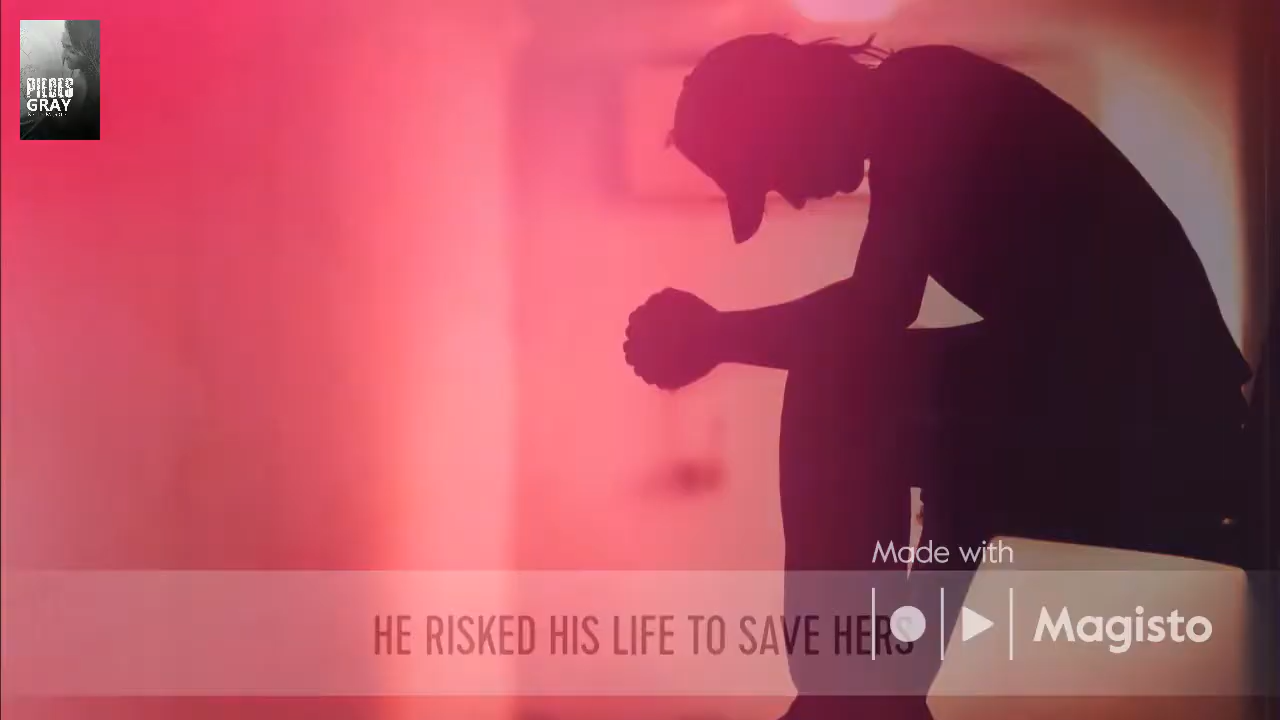 PIECES
GRAY
Made with
HE RISKED HIS LIFE TO SAVE HERS
Magisto